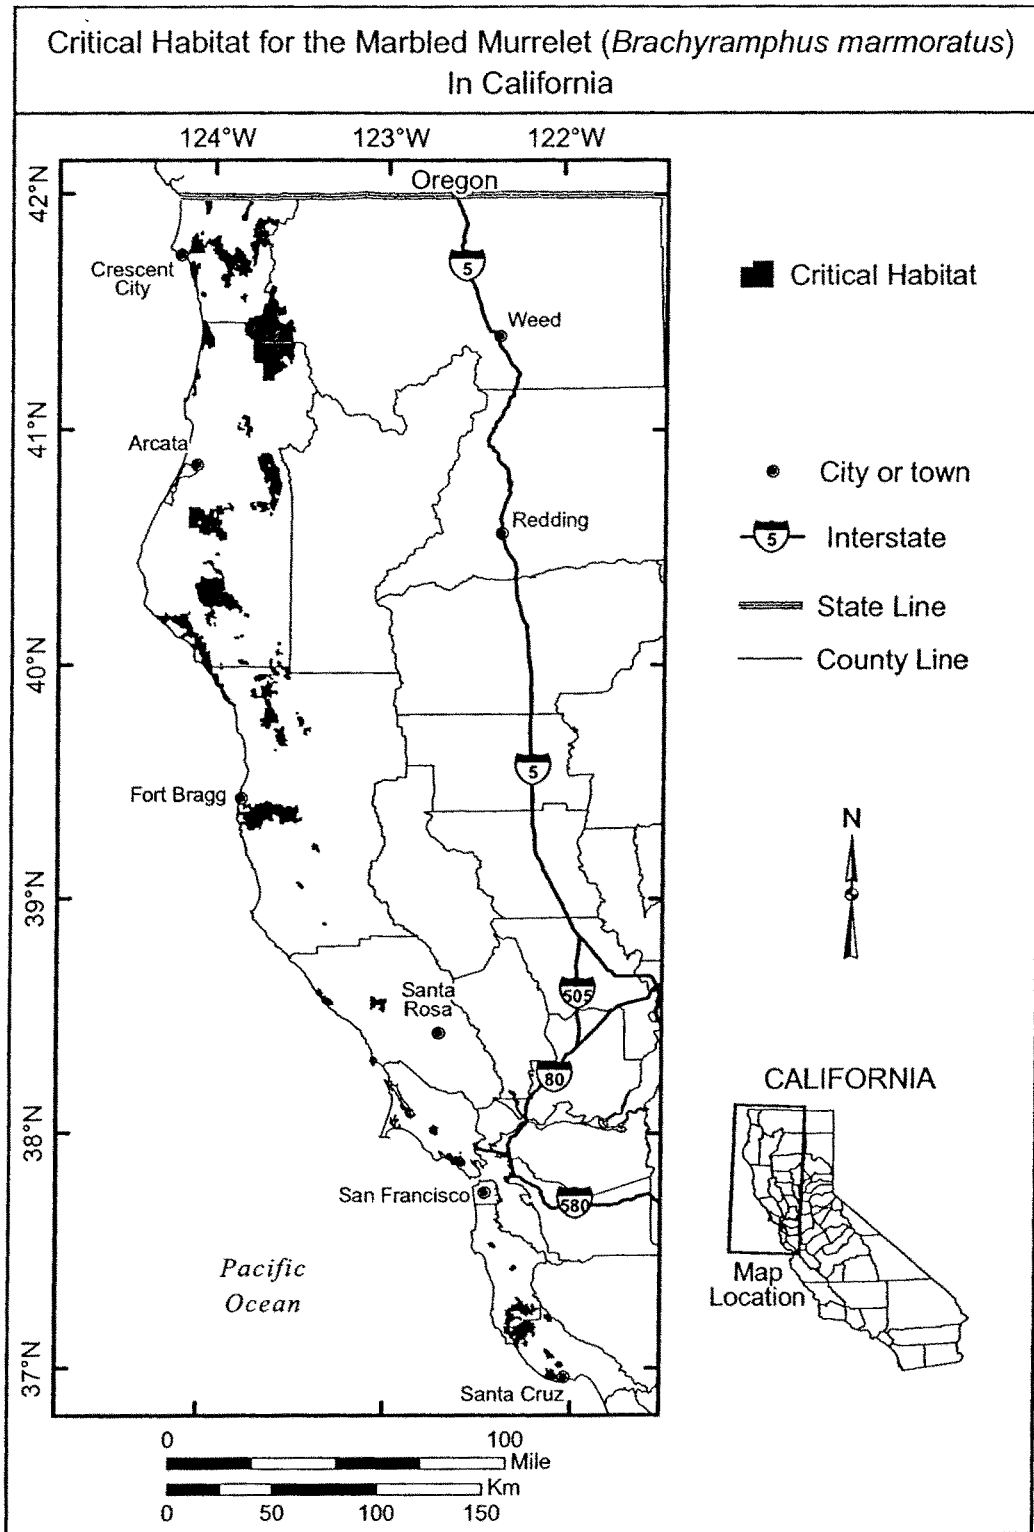 Critical Habitat for the Marbled Murrelet (Brachyramphus marmoratus)
In California
124°W 123°W 122°W
42°N
Oregon
5
Crescent
City
Weed
41°N
Arcata
Redding
40°N
5
Fort Bragg
39°N
505
Santa
Rosa
80
38°N
San Francisco
580
Pacific
Ocean
37°N
Santa Cruz
0 100
Mile
Km
0 50 100 150
Critical Habitat
City or town
5 Interstate
State Line
County Line
N
CALIFORNIA
Map
Location